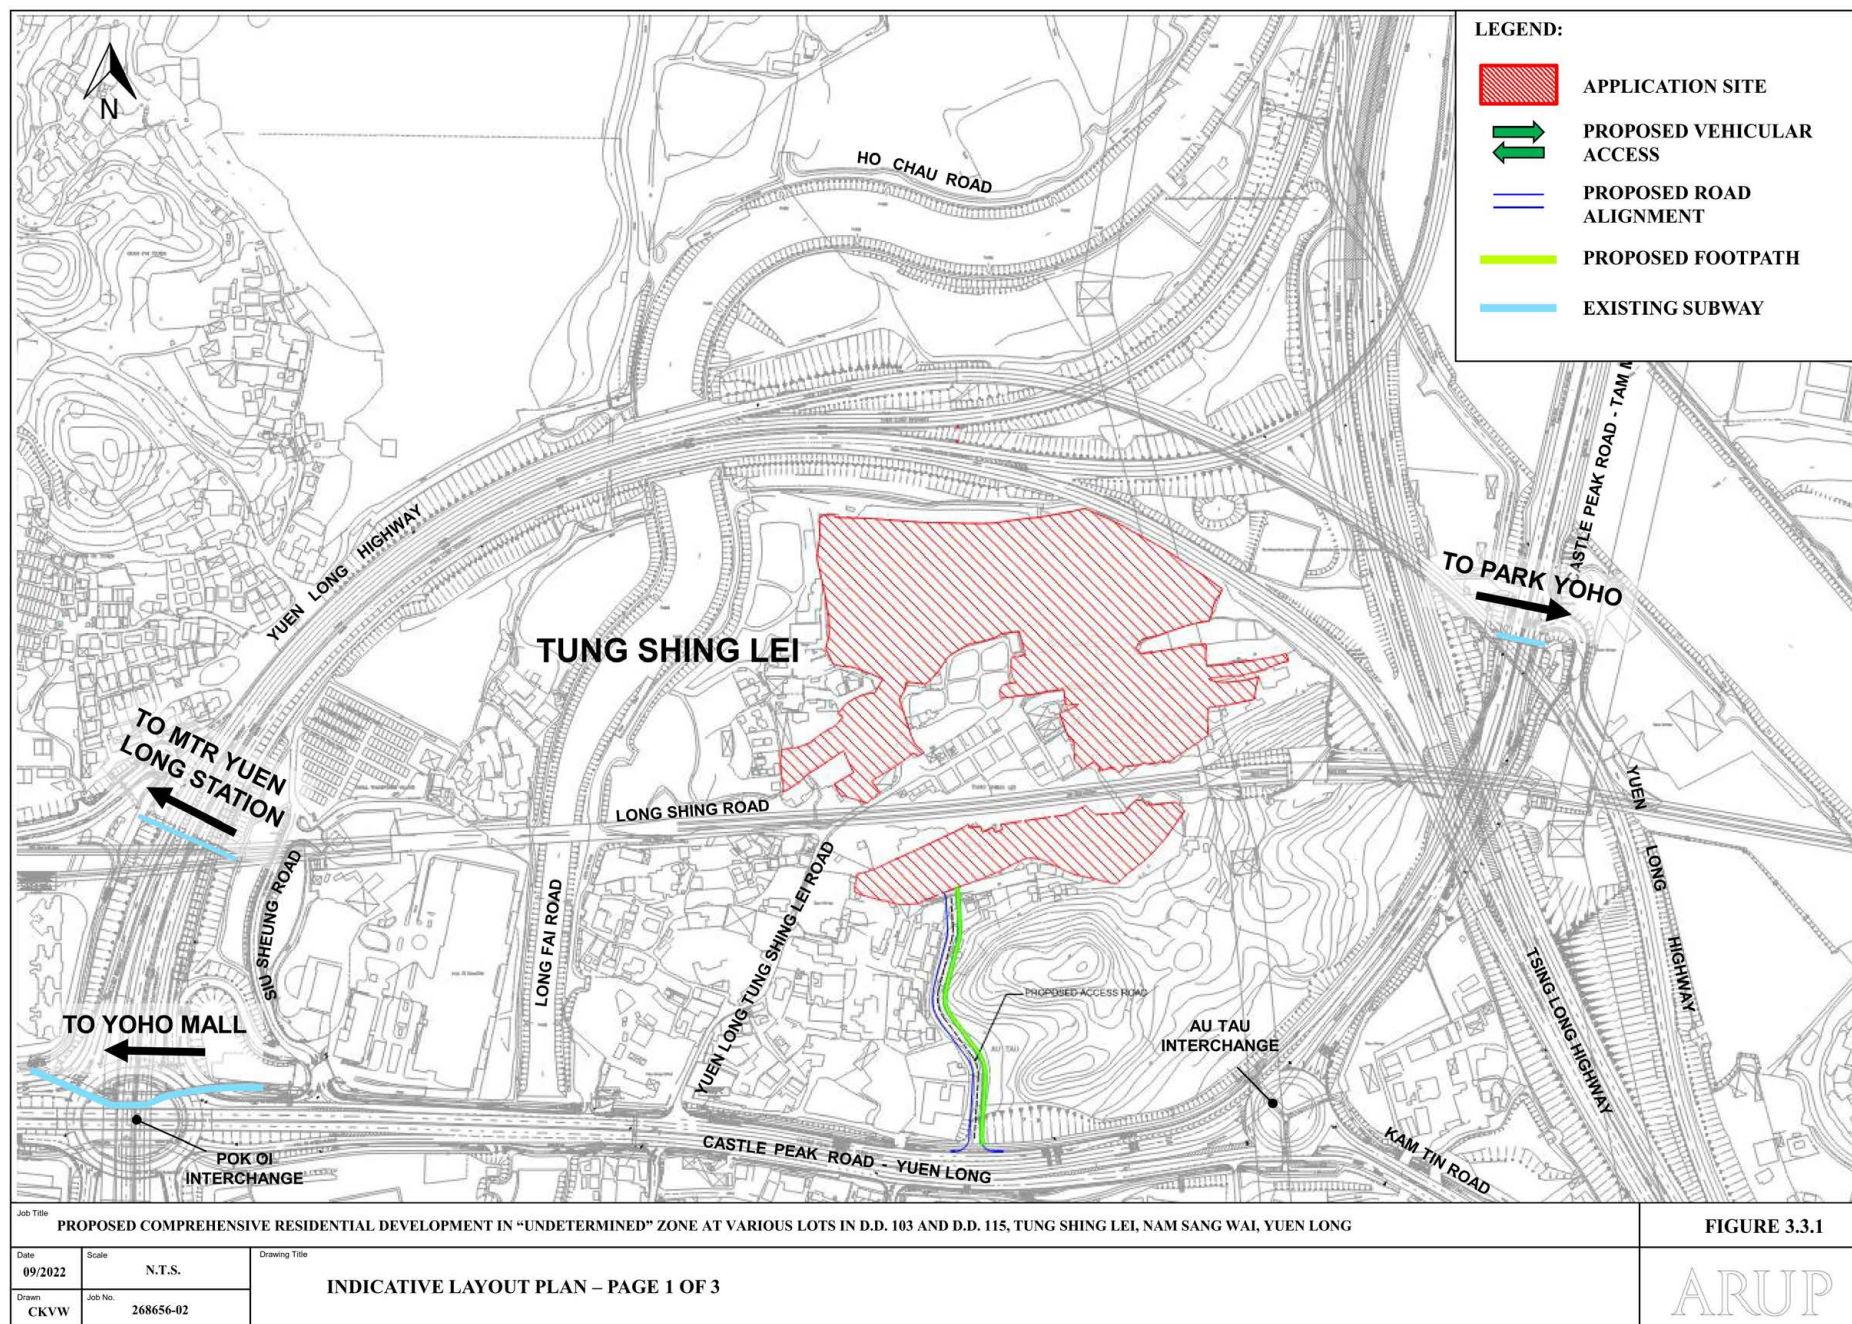 LEGEND:
APPLICATION SITE
PROPOSED VEHICULAR
ACCESS
PROPOSED ROAD
ALIGNMENT
PROPOSED FOOTPATH
EXISTING SUBWAY
N
HO CHAU ROAD
ASTLE PEAK ROAD - TAM M
YUEN LONG HIGHWAY
TO PARK YOHO
TUNG SHING LEI
TO MTR YUEN
LONG STATION
LONG SHING ROAD
TUNG SHING LEI
YUEN LONG HIGHWAY
SIU SHEUNG ROAD
LONG FAI ROAD
YUEN LONG TUNG SHING LEI ROAD
PROPOSED ACCESS ROAD
AU TAU
AU TAU
INTERCHANGE
TSING LONG HIGHWAY
TO YOHO MALL
POK OI
INTERCHANGE
CASTLE PEAK ROAD - YUEN LONG
KAM TIN ROAD
Job Title
PROPOSED COMPREHENSIVE RESIDENTIAL DEVELOPMENT IN “UNDETERMINED” ZONE AT VARIOUS LOTS IN D.D. 103 AND D.D. 115, TUNG SHING LEI, NAM SANG WAI, YUEN LONG
FIGURE 3.3.1
Date
09/2022
Scale
N.T.S.
Drawing Title
INDICATIVE LAYOUT PLAN – PAGE 1 OF 3
Drawn
CKVW
Job No.
268656-02
ARUP